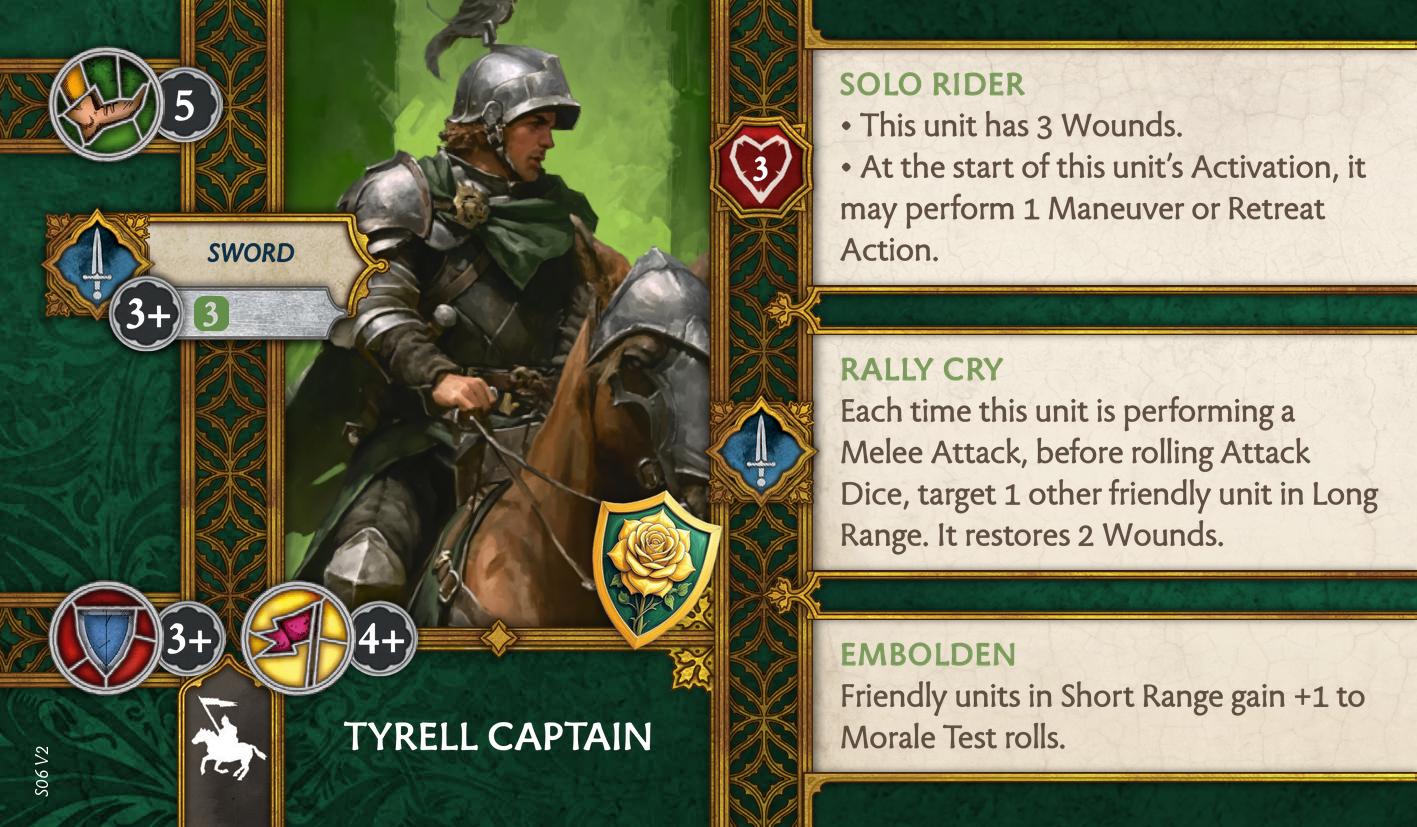 5
SWORD
3+ 3
3+
4+
TYRELL CAPTAIN
S06 V2
3
SOLO RIDER
• This unit has 3 Wounds.
• At the start of this unit's Activation, it
may perform 1 Maneuver or Retreat
Action.
RALLY CRY
Each time this unit is performing a
Melee Attack, before rolling Attack
Dice, target 1 other friendly unit in Long
Range. It restores 2 Wounds.
EMBOLDEN
Friendly units in Short Range gain +1 to
Morale Test rolls.